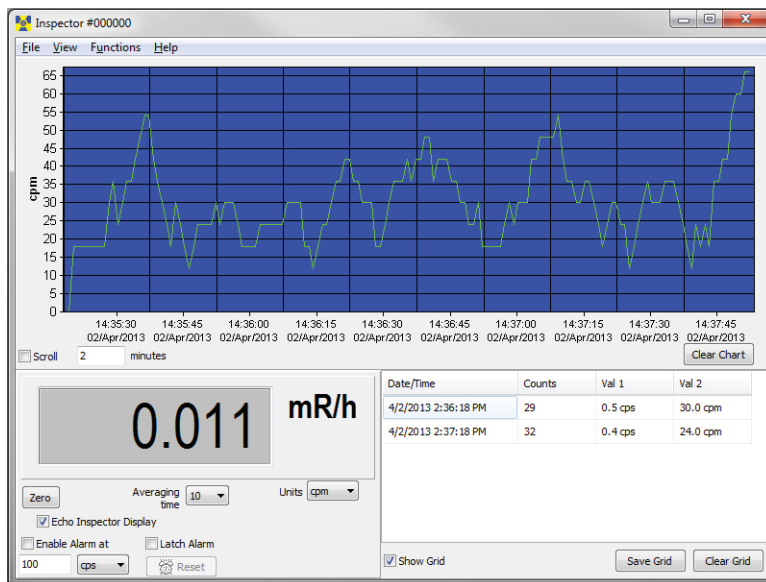 Inspector #000000
File View Functions Help
65
60
55
50
45
40
35
30
25
20
15
10
5
0
cpm
14:35:30 14:35:45 14:36:00 14:36:15 14:36:30 14:36:45 14:37:00 14:37:15 14:37:30 14:37:45
02/Apr/2013 02/Apr/2013 02/Apr/2013 02/Apr/2013 02/Apr/2013 02/Apr/2013 02/Apr/2013 02/Apr/2013 02/Apr/2013 02/Apr/2013
Scroll 2 minutes Clear Chart
0.011 mR/h
Zero Averaging time 10 Units cpm
Echo Inspector Display
Enable Alarm at Latch Alarm
100 cps Reset
Date/Time Counts Val 1 Val 2
4/2/2013 2:36:18 PM 29 0.5 cps 30.0 cpm
4/2/2013 2:37:18 PM 32 0.4 cps 24.0 cpm
Show Grid Save Grid Clear Grid